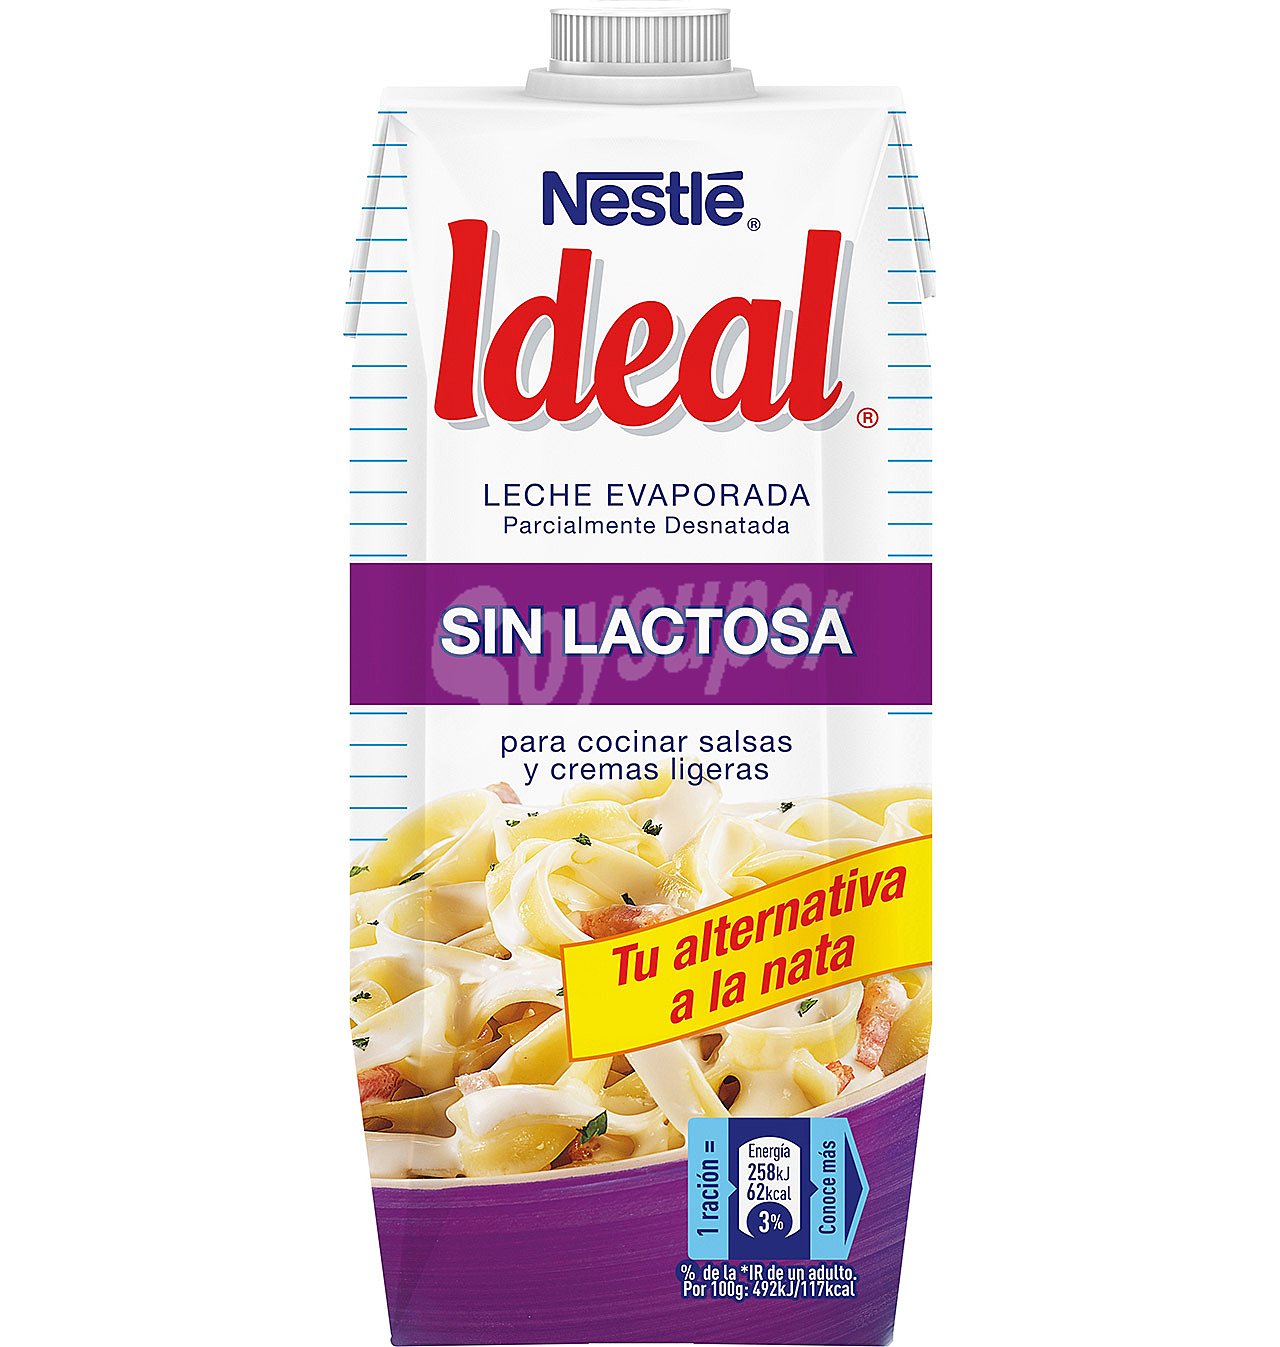 Nestlé®
Ideal®
LECHE EVAPORADA
Parcialmente Desnatada
SIN LACTOSA
Soysuper
para cocinar salsas
y cremas ligeras
Tu alternativa
a la nata
1 ración =
Energía
258kJ
62kcal
3%
Conoce más
% de la *IR de un adulto.
Por 100g: 492kJ/117kcal